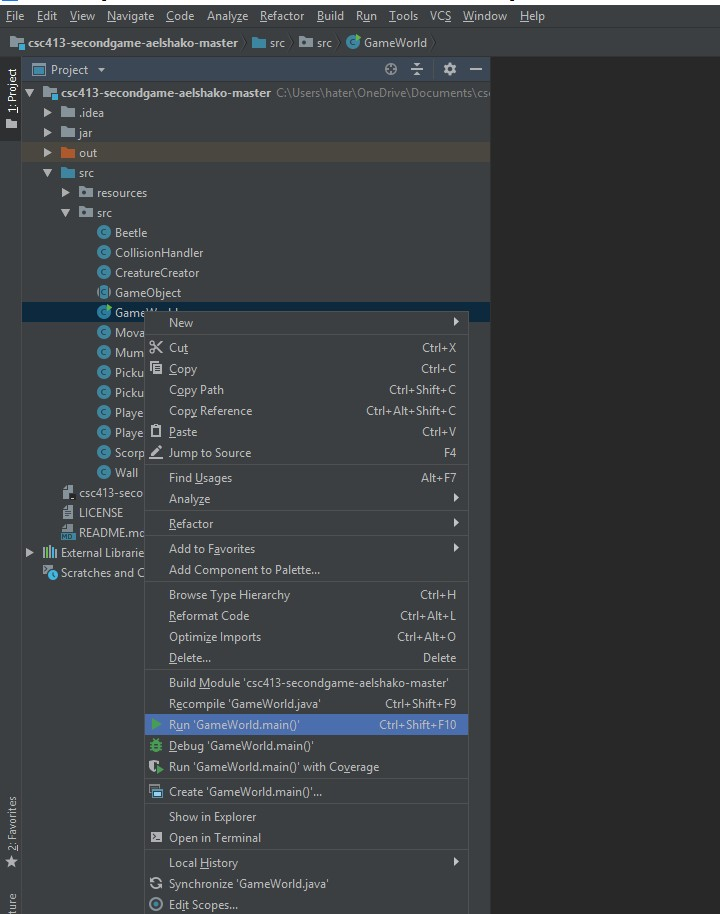 File Edit View Navigate Code Analyze Refactor Build Run Tools VCS Window Help
csc413-secondgame-aelshako-master src src GameWorld
1: Project
Project
csc413-secondgame-aelshako-master C:\Users\hater\OneDrive\Documents\csc
.idea
jar
out
src
resources
src
Beetle
CollisionHandler
CreatureCreator
GameObject
GameWorld
Mova
Mum
Picku
Picku
Playe
Playe
Scorp
Wall
csc413-seco
LICENSE
README.md
External Librarie
Scratches and C
New
Cut Ctrl+X
Copy Ctrl+C
Copy Path Ctrl+Shift+C
Copy Reference Ctrl+Alt+Shift+C
Paste Ctrl+V
Jump to Source F4
Find Usages Alt+F7
Analyze
Refactor
Add to Favorites
Add Component to Palette...
Browse Type Hierarchy Ctrl+H
Reformat Code Ctrl+Alt+L
Optimize Imports Ctrl+Alt+O
Delete... Delete
Build Module 'csc413-secondgame-aelshako-master'
Recompile 'GameWorld.java' Ctrl+Shift+F9
Run 'GameWorld.main()' Ctrl+Shift+F10
Debug 'GameWorld.main()'
Run 'GameWorld.main()' with Coverage
Create 'GameWorld.main()'...
Show in Explorer
Open in Terminal
Local History
Synchronize 'GameWorld.java'
Edit Scopes...
2: Favorites
ture